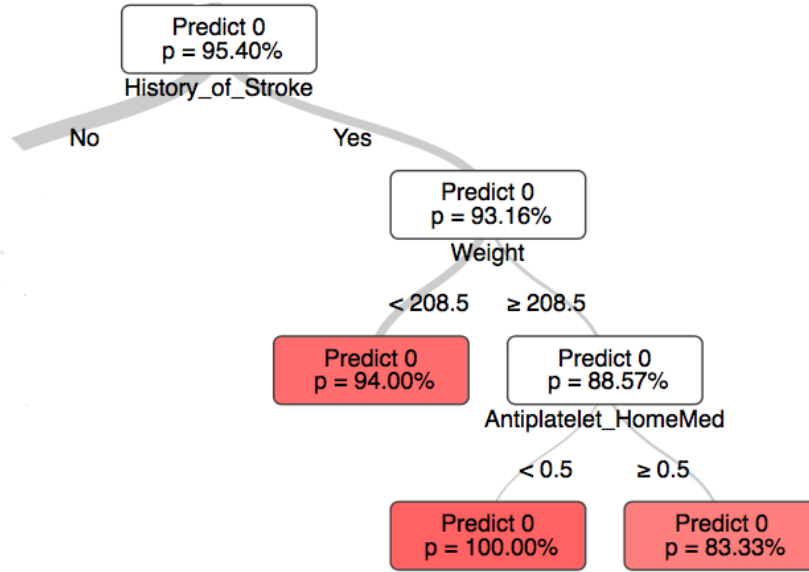 Predict 0
p = 95.40%
History_of_Stroke
No
Yes
Predict 0
p = 93.16%
Weight
< 208.5
≥ 208.5
Predict 0
p = 94.00%
Predict 0
p = 88.57%
Antiplatelet_HomeMed
< 0.5
≥ 0.5
Predict 0
p = 100.00%
Predict 0
p = 83.33%